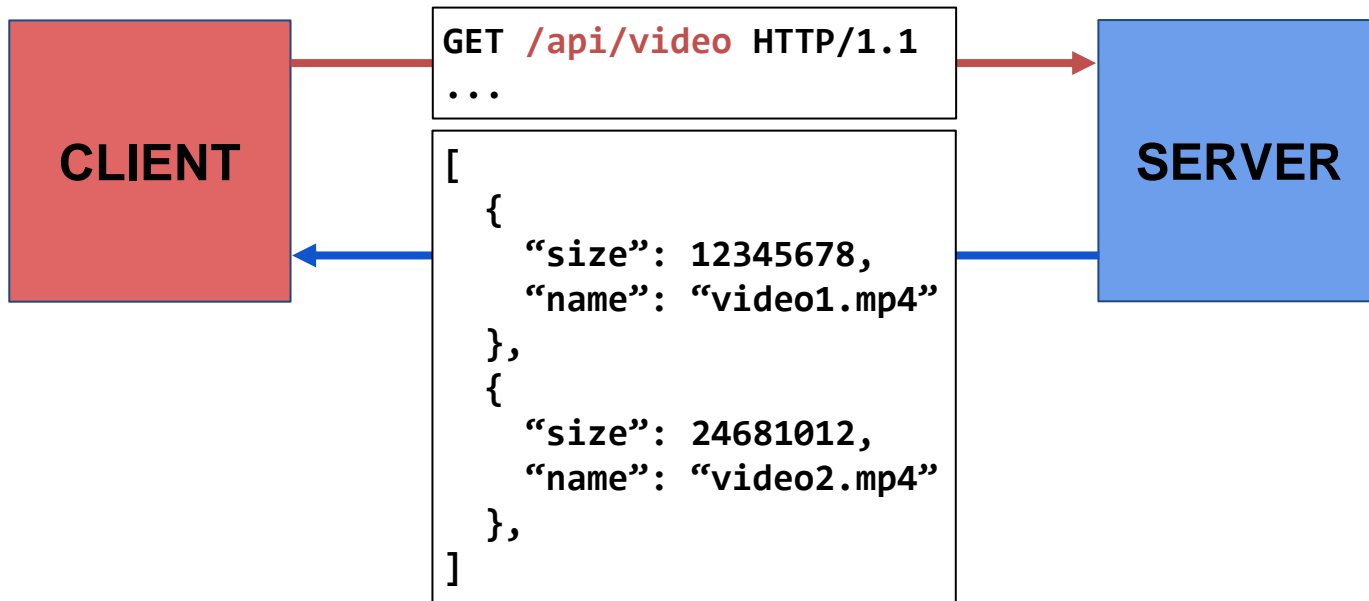 CLIENT
GET /api/video HTTP/1.1
...
[
  {
    “size”: 12345678,
    “name”: “video1.mp4”
  },
  {
    “size”: 24681012,
    “name”: “video2.mp4”
  },
]
SERVER